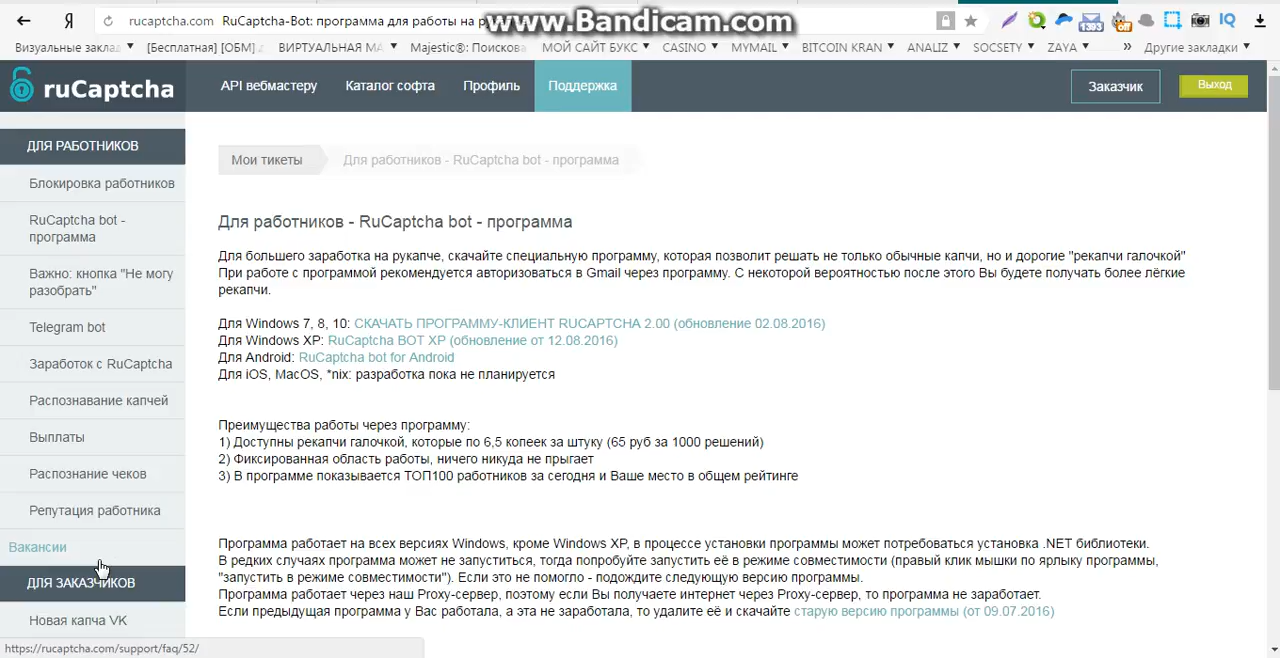 Я rucaptcha.com RuCaptcha-Bot: программа для работы на р
www.Bandicam.com
1393
off
IQ
Визуальные заклад [Бесплатная] [ОБМ] ВИРТУАЛЬНАЯ МА Majestic®: Поискова МОЙ САЙТ БУКС CASINO MYMAIL BITCOIN KRAN ANALIZ SOCSETY ZAYA » Другие закладки
ruCaptcha API вебмастеру Каталог софта Профиль Поддержка Заказчик Выход
ДЛЯ РАБОТНИКОВ
Блокировка работников
RuCaptcha bot -
программа
Важно: кнопка "Не могу
разобрать"
Telegram bot
Заработок с RuCaptcha
Распознавание капчей
Выплаты
Распознание чеков
Репутация работника
Вакансии
ДЛЯ ЗАКАЗЧИКОВ
Новая капча VK
Мои тикеты Для работников - RuCaptcha bot - программа
Для работников - RuCaptcha bot - программа
Для большего заработка на рукапче, скачайте специальную программу, которая позволит решать не только обычные капчи, но и дорогие "рекапчи галочкой"
При работе с программой рекомендуется авторизоваться в Gmail через программу. С некоторой вероятностью после этого Вы будете получать более лёгкие
рекапчи.
Для Windows 7, 8, 10: СКАЧАТЬ ПРОГРАММУ-КЛИЕНТ RUCAPTCHA 2.00 (обновление 02.08.2016)
Для Windows XP: RuCaptcha BOT XP (обновление от 12.08.2016)
Для Android: RuCaptcha bot for Android
Для iOS, MacOS, *nix: разработка пока не планируется
Преимущества работы через программу:
1) Доступны рекапчи галочкой, которые по 6,5 копеек за штуку (65 руб за 1000 решений)
2) Фиксированная область работы, ничего никуда не прыгает
3) В программе показывается ТОП100 работников за сегодня и Ваше место в общем рейтинге
Программа работает на всех версиях Windows, кроме Windows XP, в процессе установки программы может потребоваться установка .NET библиотеки.
В редких случаях программа может не запуститься, тогда попробуйте запустить её в режиме совместимости (правый клик мышки по ярлыку программы,
"запустить в режиме совместимости"). Если это не помогло - подождите следующую версию программы.
Программа работает через наш Proxy-сервер, поэтому если Вы получаете интернет через Proxy-сервер, то программа не заработает.
Если предыдущая программа у Вас работала, а эта не заработала, то удалите её и скачайте старую версию программы (от 09.07.2016)
https://rucaptcha.com/support/faq/52/